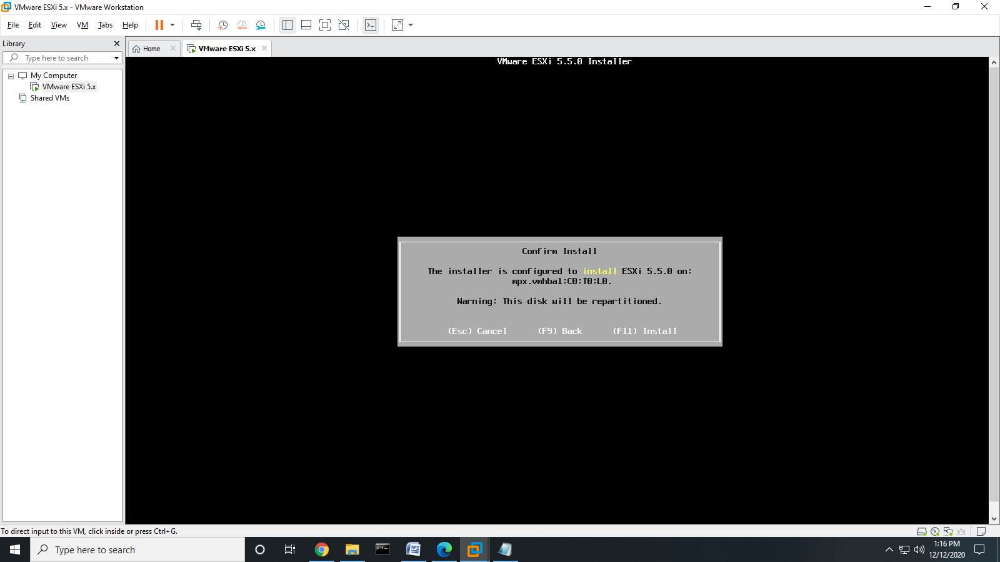 VMware ESXi 5.x - VMware Workstation
File Edit View VM Tabs Help
Library
Type here to search
My Computer
VMware ESXi 5.x
Shared VMs
Home
VMware ESXi 5.x
VMware ESXi 5.5.0 Installer
Confirm Install
The installer is configured to install ESXi 5.5.0 on:
mpx.vmhba1:C0:T0:L0.
Warning: This disk will be repartitioned.
(Esc) Cancel (F9) Back (F11) Install
To direct input to this VM, click inside or press Ctrl+G.
Type here to search
1:16 PM
12/12/2020